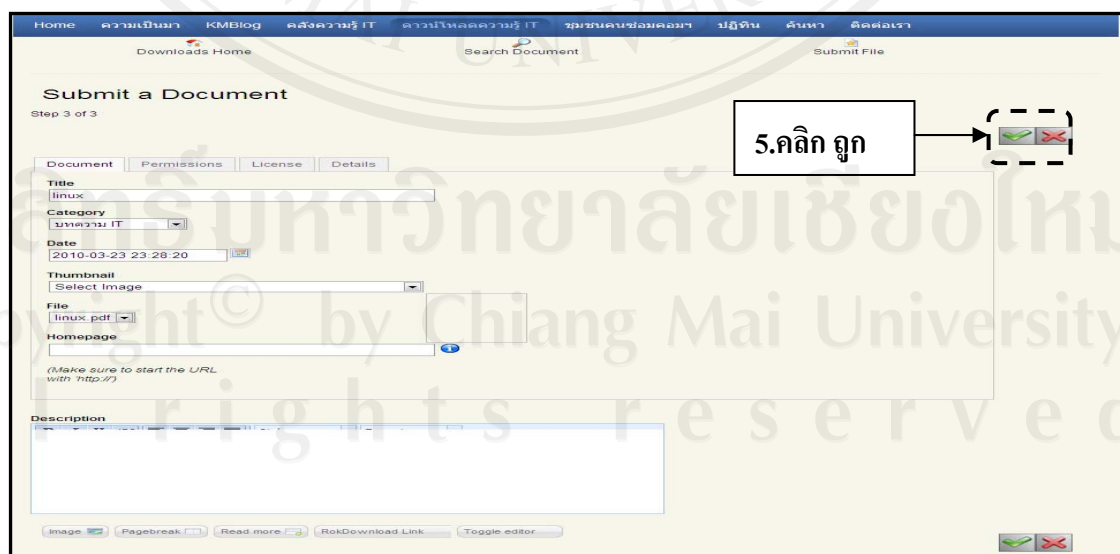 Home ความเป็นมา KMBlog คลังความรู้ IT ดาวน์โหลดความรู้ IT ชุมชนคนซ่อมคอมฯ ปฏิทิน ค้นหา ติดต่อเรา
Downloads Home Search Document Submit File
Submit a Document
Step 3 of 3
5.คลิก ถูก
Document Permissions License Details
Title
linux
Category
บทความ IT
Date
2010-03-23 23:28:20
Thumbnail
Select Image
File
linux.pdf
Homepage
(Make sure to start the URL
with 'http://')
Description
Image Pagebreak Read more RokDownload Link Toggle editor
ลิขสิทธิ์มหาวิทยาลัยเชียงใหม่
Copyright© by Chiang Mai University
All rights reserved